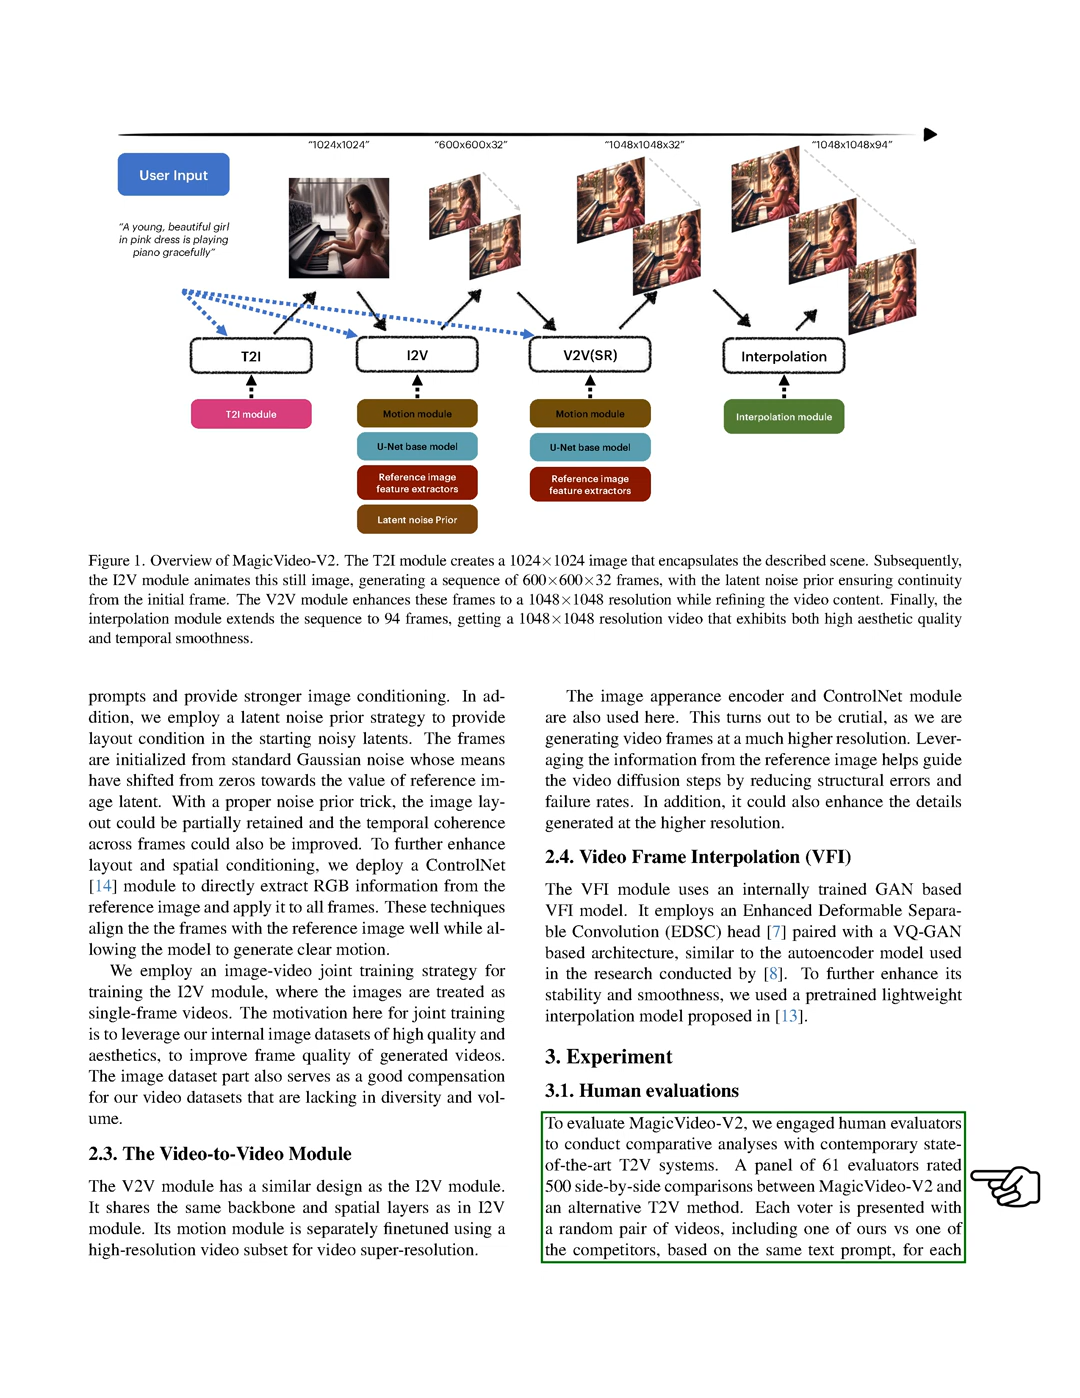 “1024x1024” “600x600x32” “1048x1048x32” “1048x1048x94”
User Input
“A young, beautiful girl
in pink dress is playing
piano gracefully”
T2I I2V V2V(SR) Interpolation
T2I module Motion module Motion module Interpolation module
U-Net base model U-Net base model
Reference image
feature extractors
Reference image
feature extractors
Latent noise Prior
Figure 1. Overview of MagicVideo-V2. The T2I module creates a 1024×1024 image that encapsulates the described scene. Subsequently,
the I2V module animates this still image, generating a sequence of 600×600×32 frames, with the latent noise prior ensuring continuity
from the initial frame. The V2V module enhances these frames to a 1048×1048 resolution while refining the video content. Finally, the
interpolation module extends the sequence to 94 frames, getting a 1048×1048 resolution video that exhibits both high aesthetic quality
and temporal smoothness.
prompts and provide stronger image conditioning. In ad-
dition, we employ a latent noise prior strategy to provide
layout condition in the starting noisy latents. The frames
are initialized from standard Gaussian noise whose means
have shifted from zeros towards the value of reference im-
age latent. With a proper noise prior trick, the image lay-
out could be partially retained and the temporal coherence
across frames could also be improved. To further enhance
layout and spatial conditioning, we deploy a ControlNet
[14] module to directly extract RGB information from the
reference image and apply it to all frames. These techniques
align the the frames with the reference image well while al-
lowing the model to generate clear motion.
We employ an image-video joint training strategy for
training the I2V module, where the images are treated as
single-frame videos. The motivation here for joint training
is to leverage our internal image datasets of high quality and
aesthetics, to improve frame quality of generated videos.
The image dataset part also serves as a good compensation
for our video datasets that are lacking in diversity and vol-
ume.
2.3. The Video-to-Video Module
The V2V module has a similar design as the I2V module.
It shares the same backbone and spatial layers as in I2V
module. Its motion module is separately finetuned using a
high-resolution video subset for video super-resolution.
The image apperance encoder and ControlNet module
are also used here. This turns out to be crutial, as we are
generating video frames at a much higher resolution. Lever-
aging the information from the reference image helps guide
the video diffusion steps by reducing structural errors and
failure rates. In addition, it could also enhance the details
generated at the higher resolution.
2.4. Video Frame Interpolation (VFI)
The VFI module uses an internally trained GAN based
VFI model. It employs an Enhanced Deformable Separa-
ble Convolution (EDSC) head [7] paired with a VQ-GAN
based architecture, similar to the autoencoder model used
in the research conducted by [8]. To further enhance its
stability and smoothness, we used a pretrained lightweight
interpolation model proposed in [13].
3. Experiment
3.1. Human evaluations
To evaluate MagicVideo-V2, we engaged human evaluators
to conduct comparative analyses with contemporary state-
of-the-art T2V systems. A panel of 61 evaluators rated
500 side-by-side comparisons between MagicVideo-V2 and
an alternative T2V method. Each voter is presented with
a random pair of videos, including one of ours vs one of
the competitors, based on the same text prompt, for each